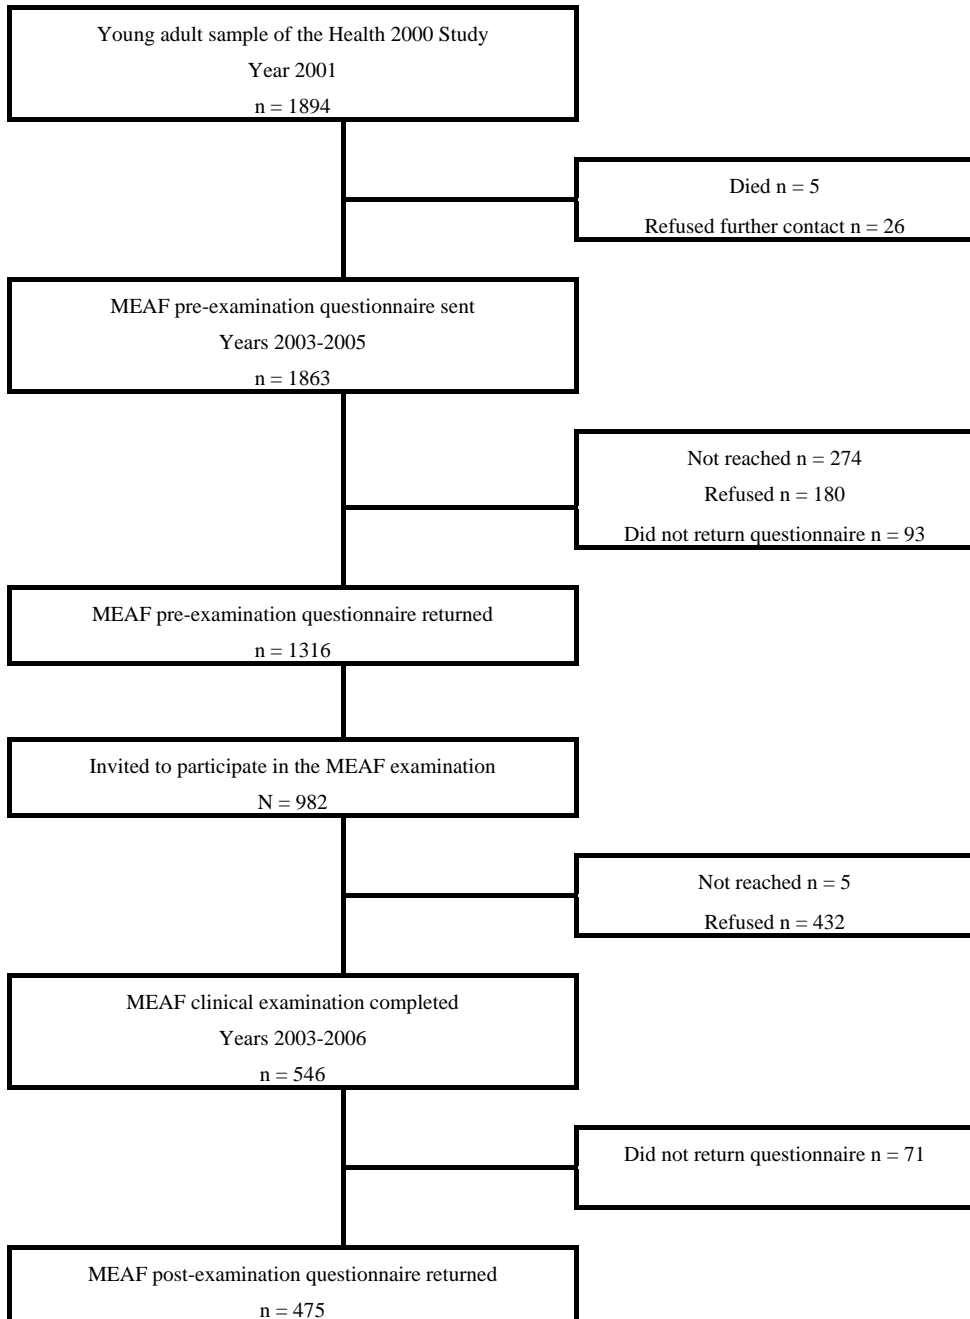 Young adult sample of the Health 2000 Study
Year 2001
n = 1894
Died n = 5
Refused further contact n = 26
MEAF pre-examination questionnaire sent
Years 2003-2005
n = 1863
Not reached n = 274
Refused n = 180
Did not return questionnaire n = 93
MEAF pre-examination questionnaire returned
n = 1316
Invited to participate in the MEAF examination
N = 982
Not reached n = 5
Refused n = 432
MEAF clinical examination completed
Years 2003-2006
n = 546
Did not return questionnaire n = 71
MEAF post-examination questionnaire returned
n = 475